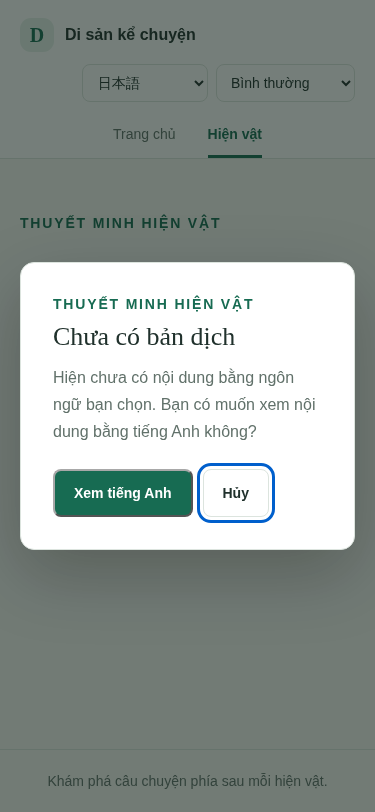 D
Di sản kể chuyện
日本語
Bình thường
Trang chủ
Hiện vật
THUYẾT MINH HIỆN VẬT
THUYẾT MINH HIỆN VẬT
Chưa có bản dịch
Hiện chưa có nội dung bằng ngôn
ngữ bạn chọn. Bạn có muốn xem nội
dung bằng tiếng Anh không?
Xem tiếng Anh
Hủy
Khám phá câu chuyện phía sau mỗi hiện vật.